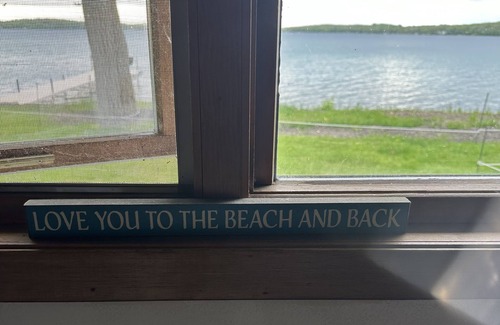 LOVE YOU TO THE BEACH AND BACK